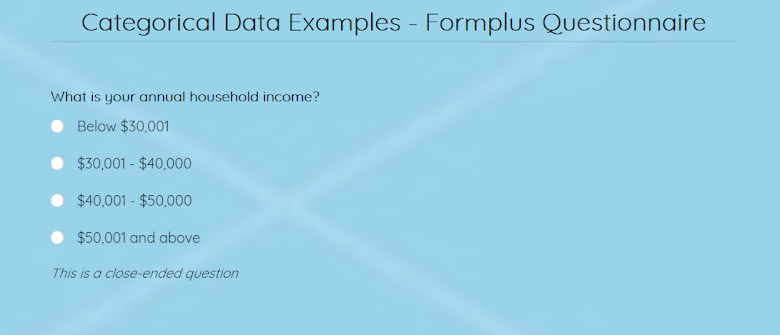 Categorical Data Examples - Formplus Questionnaire
What is your annual household income?
Below $30,001
$30,001 - $40,000
$40,001 - $50,000
$50,001 and above
This is a close-ended question